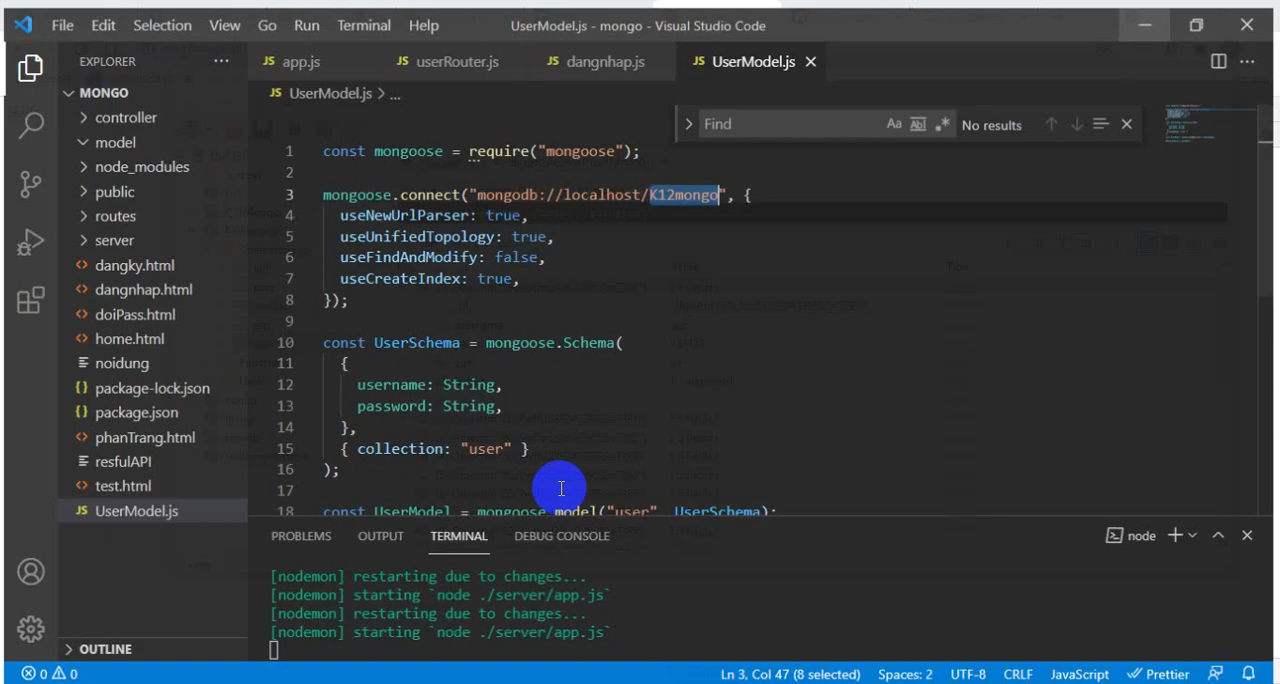 File Edit Selection View Go Run Terminal Help UserModel.js - mongo - Visual Studio Code
EXPLORER ··· JS app.js JS userRouter.js JS dangnhap.js JS UserModel.js
MONGO
JS UserModel.js > ...
controller
model
node_modules
public
routes
server
dangky.html
dangnhap.html
doiPass.html
home.html
noidung
package-lock.json
package.json
phanTrang.html
resfulAPI
test.html
JS UserModel.js
OUTLINE
Find Aa Ab| .* No results
1 const mongoose = require("mongoose");
2
3 mongoose.connect("mongodb://localhost/K12mongo", {
4 useNewUrlParser: true,
5 useUnifiedTopology: true,
6 useFindAndModify: false,
7 useCreateIndex: true,
8 });
9
10 const UserSchema = mongoose.Schema(
11 {
12 username: String,
13 password: String,
14 },
15 { collection: "user" }
16 );
17
18 const UserModel = mongoose.model("user", UserSchema);
PROBLEMS OUTPUT TERMINAL DEBUG CONSOLE node
[nodemon] restarting due to changes...
[nodemon] starting `node ./server/app.js`
[nodemon] restarting due to changes...
[nodemon] starting `node ./server/app.js`
0 0 Ln 3, Col 47 (8 selected) Spaces: 2 UTF-8 CRLF JavaScript Prettier